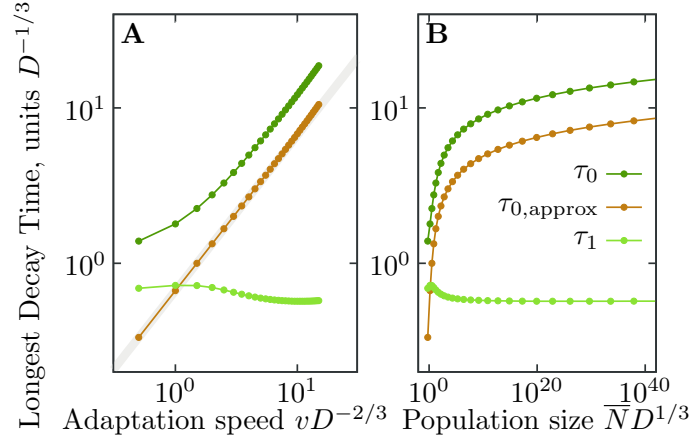 Longest Decay Time, units D^{-1/3}
A
B
10^1
10^0
10^1
10^0
τ_0
τ_{0,approx}
τ_1
10^0
10^1
10^0
10^{20}
10^{40}
Adaptation speed vD^{-2/3}
Population size \overline{N}D^{1/3}